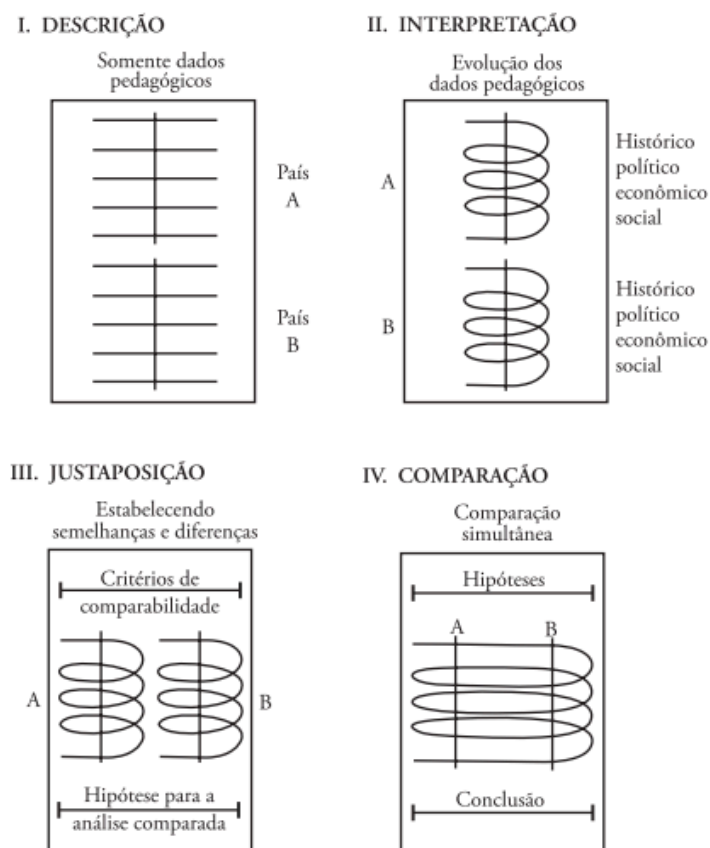 I. DESCRIÇÃO
Somente dados
pedagógicos
País
A
País
B
II. INTERPRETAÇÃO
Evolução dos
dados pedagógicos
A
Histórico
político
econômico
social
B
Histórico
político
econômico
social
III. JUSTAPOSIÇÃO
Estabelecendo
semelhanças e diferenças
Critérios de
comparabilidade
A
B
Hipótese para a
análise comparada
IV. COMPARAÇÃO
Comparação
simultânea
Hipóteses
A B
Conclusão